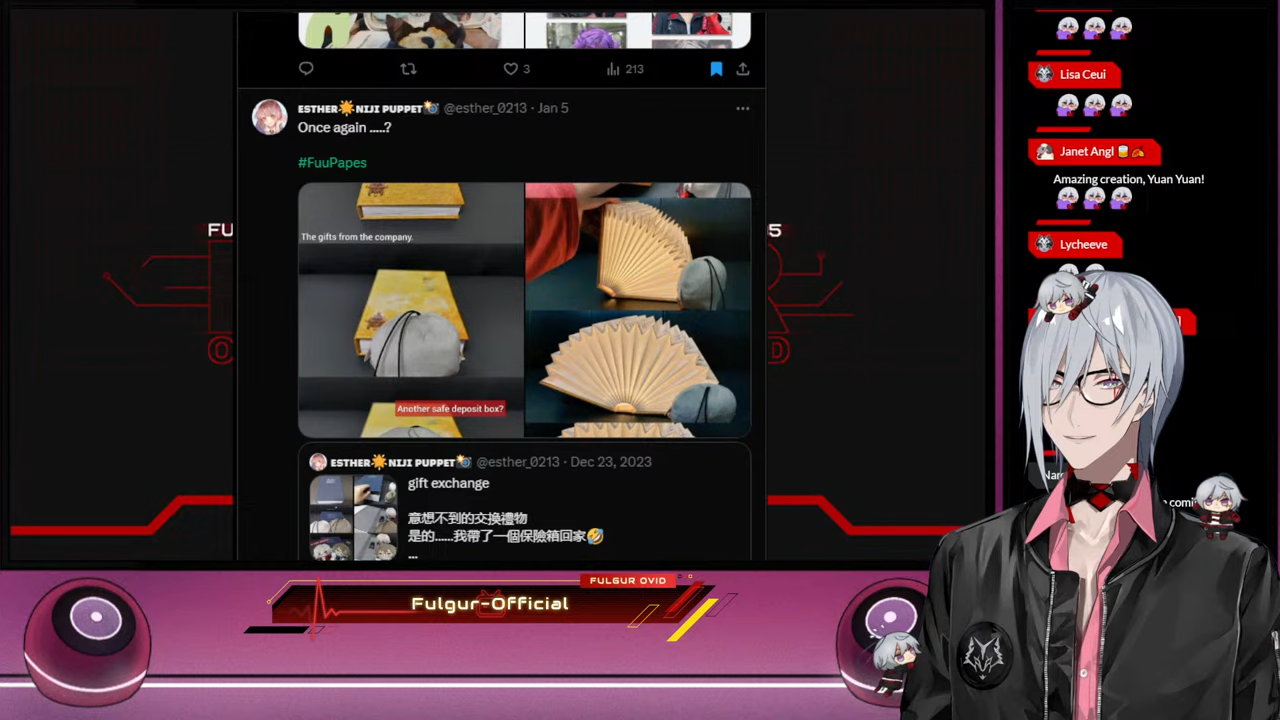 3
213
ESTHER☀️NIJI PUPPET📸 @esther_0213 · Jan 5
Once again .....?
#FuuPapes
The gifts from the company.
Another safe deposit box?
ESTHER☀️NIJI PUPPET📸 @esther_0213 · Dec 23, 2023
gift exchange
意想不到的交換禮物
是的......我帶了一個保險箱回家🤣
...
FU
5
O
D
Lisa Ceui
Janet Angl 🥃🍂
Amazing creation, Yuan Yuan!
Lycheeve
FULGUR OVID
Fulgur-Official